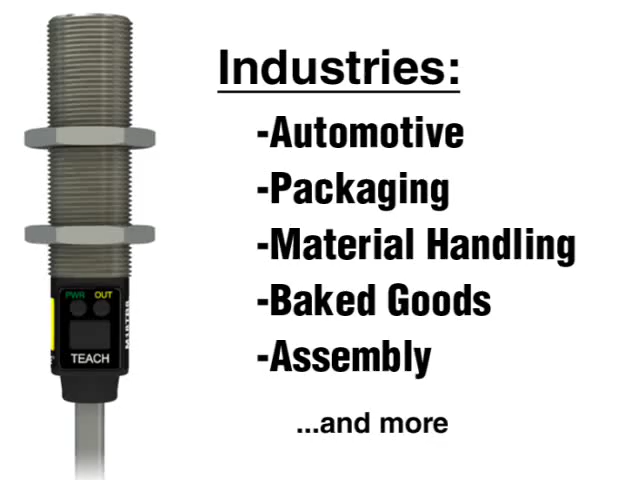 Industries:
-Automotive
-Packaging
-Material Handling
-Baked Goods
-Assembly
...and more
PWR OUT
TEACH